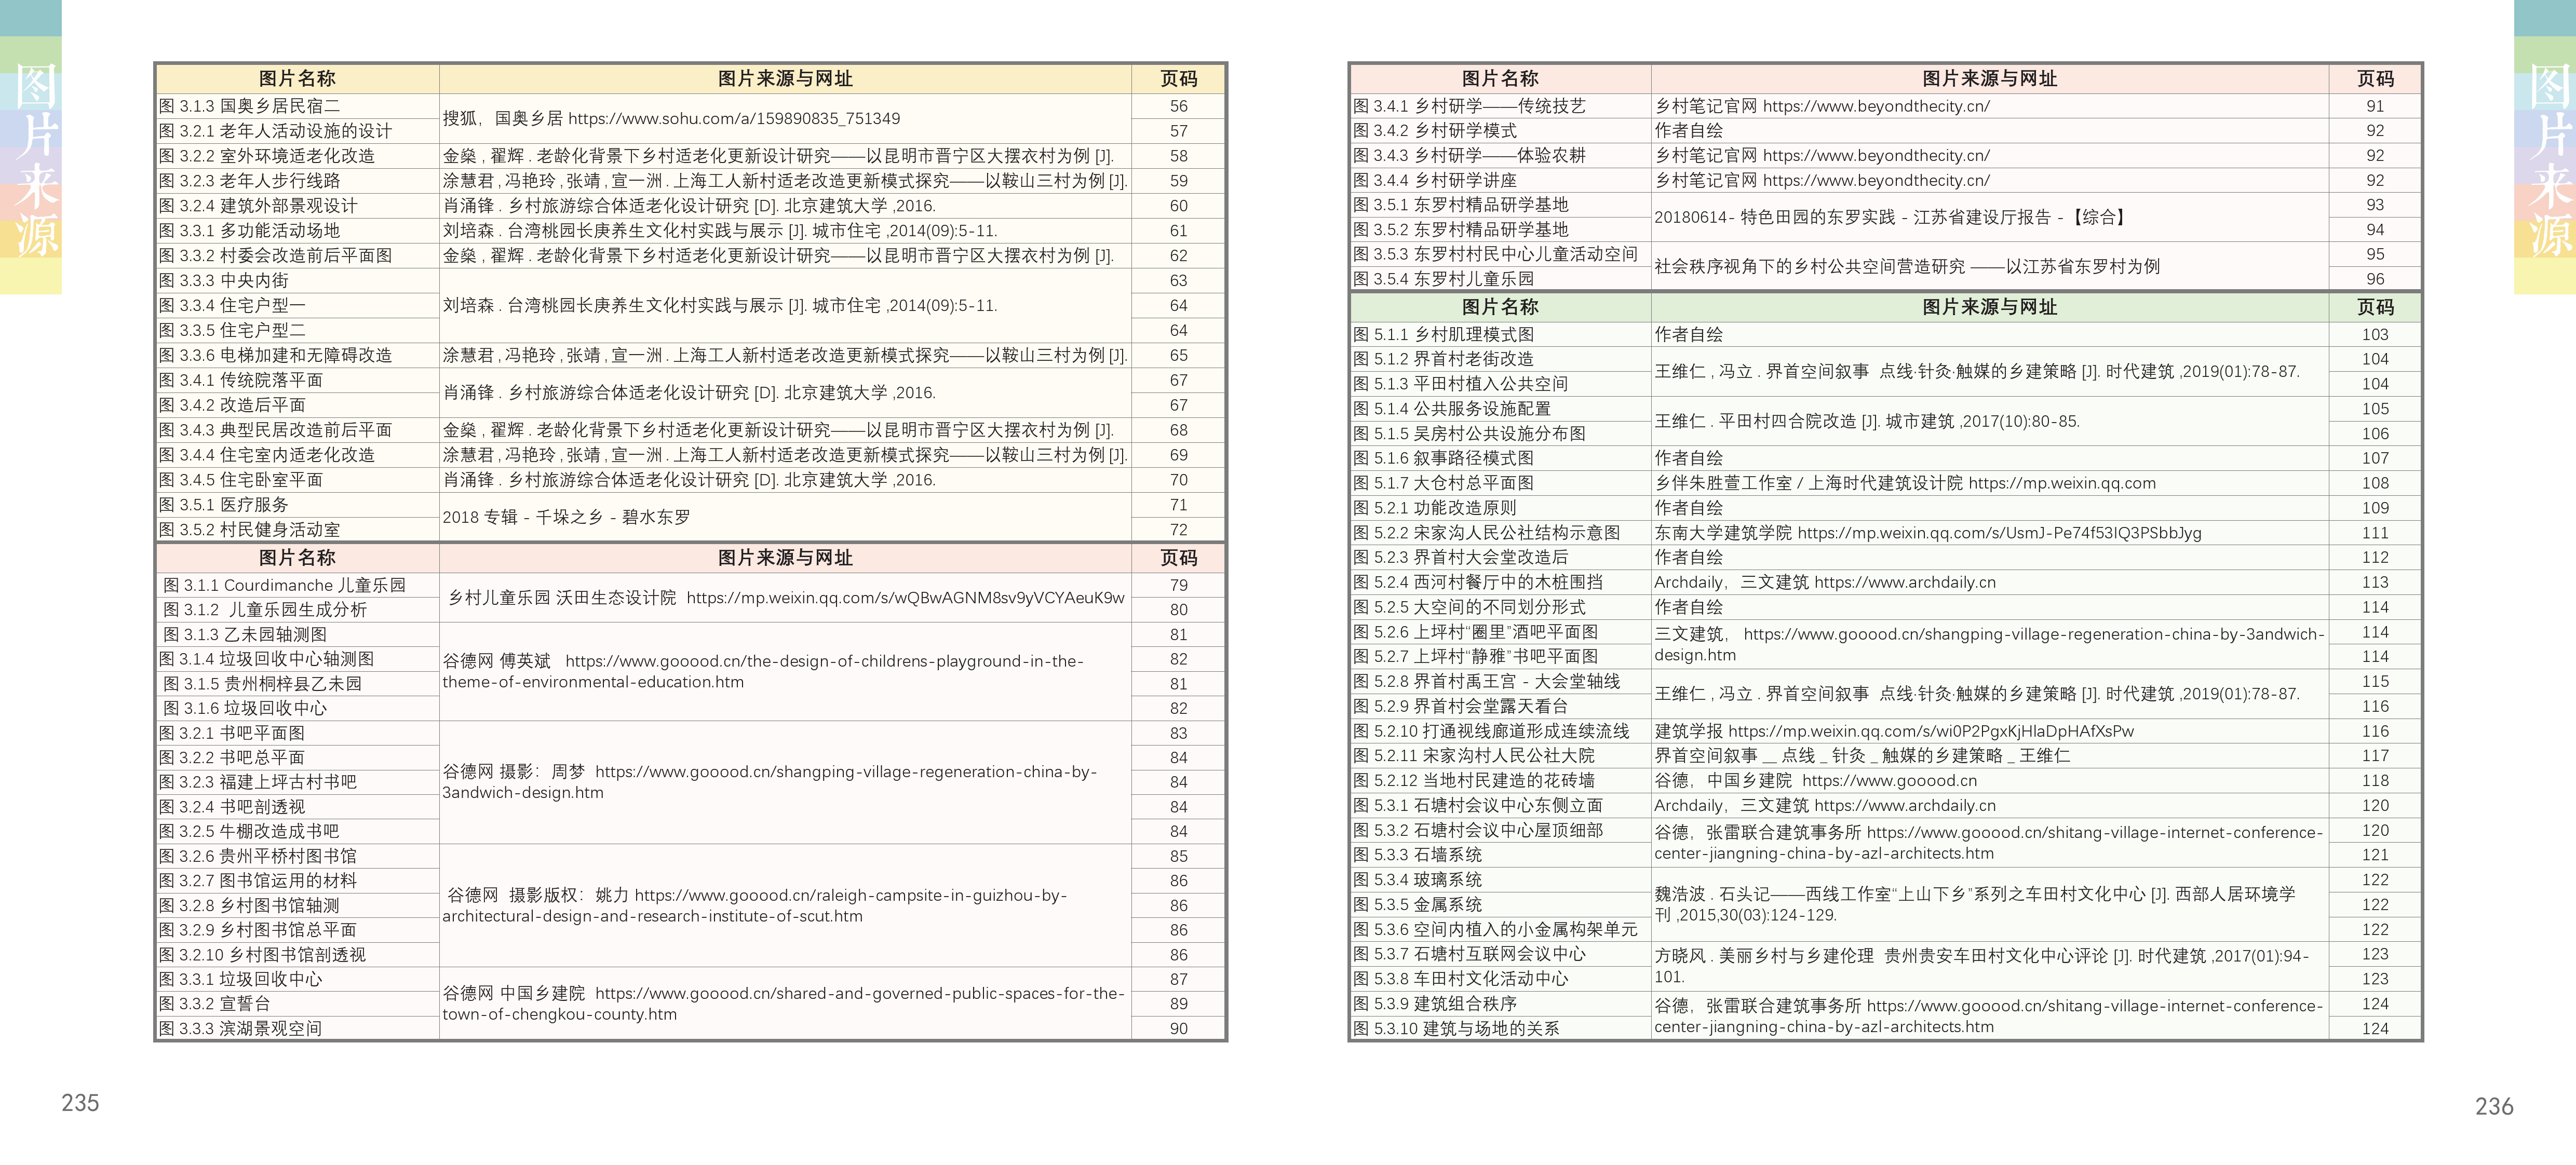 图片来源
图片名称 图片来源与网址 页码
图 3.1.3 国奥乡居民宿二 搜狐，国奥乡居 https://www.sohu.com/a/159890835_751349 56
图 3.2.1 老年人活动设施的设计 57
图 3.2.2 室外环境适老化改造 金燊 , 翟辉 . 老龄化背景下乡村适老化更新设计研究——以昆明市晋宁区大摆衣村为例 [J]. 58
图 3.2.3 老年人步行线路 涂慧君 , 冯艳玲 , 张靖 , 宣一洲 . 上海工人新村适老改造更新模式探究——以鞍山三村为例 [J]. 59
图 3.2.4 建筑外部景观设计 肖涌锋 . 乡村旅游综合体适老化设计研究 [D]. 北京建筑大学 ,2016. 60
图 3.3.1 多功能活动场地 刘培森 . 台湾桃园长庚养生文化村实践与展示 [J]. 城市住宅 ,2014(09):5-11. 61
图 3.3.2 村委会改造前后平面图 金燊 , 翟辉 . 老龄化背景下乡村适老化更新设计研究——以昆明市晋宁区大摆衣村为例 [J]. 62
图 3.3.3 中央内街 63
图 3.3.4 住宅户型一 刘培森 . 台湾桃园长庚养生文化村实践与展示 [J]. 城市住宅 ,2014(09):5-11. 64
图 3.3.5 住宅户型二 64
图 3.3.6 电梯加建和无障碍改造 涂慧君 , 冯艳玲 , 张靖 , 宣一洲 . 上海工人新村适老改造更新模式探究——以鞍山三村为例 [J]. 65
图 3.4.1 传统院落平面 肖涌锋 . 乡村旅游综合体适老化设计研究 [D]. 北京建筑大学 ,2016. 67
图 3.4.2 改造后平面 67
图 3.4.3 典型民居改造前后平面 金燊 , 翟辉 . 老龄化背景下乡村适老化更新设计研究——以昆明市晋宁区大摆衣村为例 [J]. 68
图 3.4.4 住宅室内适老化改造 涂慧君 , 冯艳玲 , 张靖 , 宣一洲 . 上海工人新村适老改造更新模式探究——以鞍山三村为例 [J]. 69
图 3.4.5 住宅卧室平面 肖涌锋 . 乡村旅游综合体适老化设计研究 [D]. 北京建筑大学 ,2016. 70
图 3.5.1 医疗服务 2018 专辑 - 千垛之乡 - 碧水东罗 71
图 3.5.2 村民健身活动室 72
图片名称 图片来源与网址 页码
图 3.1.1 Courdimanche 儿童乐园 乡村儿童乐园 沃田生态设计院 https://mp.weixin.qq.com/s/wQBwAGNM8sv9yVCYAeuK9w 79
图 3.1.2 儿童乐园生成分析 80
图 3.1.3 乙未园轴测图 81
图 3.1.4 垃圾回收中心轴测图 谷德网 傅英斌 https://www.gooood.cn/the-design-of-childrens-playground-in-the- 82
图 3.1.5 贵州桐梓县乙未园 theme-of-environmental-education.htm 81
图 3.1.6 垃圾回收中心 82
图 3.2.1 书吧平面图 83
图 3.2.2 书吧总平面 谷德网 摄影：周梦 https://www.gooood.cn/shangping-village-regeneration-china-by- 84
图 3.2.3 福建上坪古村书吧 3andwich-design.htm 84
图 3.2.4 书吧剖透视 84
图 3.2.5 牛棚改造成书吧 84
图 3.2.6 贵州平桥村图书馆 85
图 3.2.7 图书馆运用的材料 86
图 3.2.8 乡村图书馆轴测 谷德网 摄影版权：姚力 https://www.gooood.cn/raleigh-campsite-in-guizhou-by- 86
图 3.2.9 乡村图书馆总平面 architectural-design-and-research-institute-of-scut.htm 86
图 3.2.10 乡村图书馆剖透视 86
图 3.3.1 垃圾回收中心 87
图 3.3.2 宣誓台 谷德网 中国乡建院 https://www.gooood.cn/shared-and-governed-public-spaces-for-the- 89
图 3.3.3 滨湖景观空间 town-of-chengkou-county.htm 90
235
图片名称 图片来源与网址 页码
图 3.4.1 乡村研学——传统技艺 乡村笔记官网 https://www.beyondthecity.cn/ 91
图 3.4.2 乡村研学模式 作者自绘 92
图 3.4.3 乡村研学——体验农耕 乡村笔记官网 https://www.beyondthecity.cn/ 92
图 3.4.4 乡村研学讲座 乡村笔记官网 https://www.beyondthecity.cn/ 92
图 3.5.1 东罗村精品研学基地 20180614- 特色田园的东罗实践 - 江苏省建设厅报告 -【综合】 93
图 3.5.2 东罗村精品研学基地 94
图 3.5.3 东罗村村民中心儿童活动空间 社会秩序视角下的乡村公共空间营造研究 ——以江苏省东罗村为例 95
图 3.5.4 东罗村儿童乐园 96
图片名称 图片来源与网址 页码
图 5.1.1 乡村肌理模式图 作者自绘 103
图 5.1.2 界首村老街改造 王维仁 , 冯立 . 界首空间叙事 点线·针灸·触媒的乡建策略 [J]. 时代建筑 ,2019(01):78-87. 104
图 5.1.3 平田村植入公共空间 104
图 5.1.4 公共服务设施配置 王维仁 . 平田村四合院改造 [J]. 城市建筑 ,2017(10):80-85. 105
图 5.1.5 吴房村公共设施分布图 106
图 5.1.6 叙事路径模式图 作者自绘 107
图 5.1.7 大仓村总平面图 乡伴朱胜萱工作室 / 上海时代建筑设计院 https://mp.weixin.qq.com 108
图 5.2.1 功能改造原则 作者自绘 109
图 5.2.2 宋家沟人民公社结构示意图 东南大学建筑学院 https://mp.weixin.qq.com/s/UsmJ-Pe74f53IQ3PSbbJyg 111
图 5.2.3 界首村大会堂改造后 作者自绘 112
图 5.2.4 西河村餐厅中的木桩围挡 Archdaily，三文建筑 https://www.archdaily.cn 113
图 5.2.5 大空间的不同划分形式 作者自绘 114
图 5.2.6 上坪村“圈里”酒吧平面图 三文建筑， https://www.gooood.cn/shangping-village-regeneration-china-by-3andwich- 114
图 5.2.7 上坪村“静雅”书吧平面图 design.htm 114
图 5.2.8 界首村禹王宫 - 大会堂轴线 王维仁 , 冯立 . 界首空间叙事 点线·针灸·触媒的乡建策略 [J]. 时代建筑 ,2019(01):78-87. 115
图 5.2.9 界首村会堂露天看台 116
图 5.2.10 打通视线廊道形成连续流线 建筑学报 https://mp.weixin.qq.com/s/wi0P2PgxKjHlaDpHAfXsPw 116
图 5.2.11 宋家沟村人民公社大院 界首空间叙事 __ 点线 _ 针灸 _ 触媒的乡建策略 _ 王维仁 117
图 5.2.12 当地村民建造的花砖墙 谷德，中国乡建院 https://www.gooood.cn 118
图 5.3.1 石塘村会议中心东侧立面 Archdaily，三文建筑 https://www.archdaily.cn 120
图 5.3.2 石塘村会议中心屋顶细部 谷德，张雷联合建筑事务所 https://www.gooood.cn/shitang-village-internet-conference- 120
图 5.3.3 石墙系统 center-jiangning-china-by-azl-architects.htm 121
图 5.3.4 玻璃系统 122
图 5.3.5 金属系统 魏浩波 . 石头记——西线工作室“上山下乡”系列之车田村文化中心 [J]. 西部人居环境学 122
图 5.3.6 空间内植入的小金属构架单元 刊 ,2015,30(03):124-129. 122
图 5.3.7 石塘村互联网会议中心 方晓风 . 美丽乡村与乡建伦理 贵州贵安车田村文化中心评论 [J]. 时代建筑 ,2017(01):94- 123
图 5.3.8 车田村文化活动中心 101. 123
图 5.3.9 建筑组合秩序 谷德，张雷联合建筑事务所 https://www.gooood.cn/shitang-village-internet-conference- 124
图 5.3.10 建筑与场地的关系 center-jiangning-china-by-azl-architects.htm 124
图片来源
236